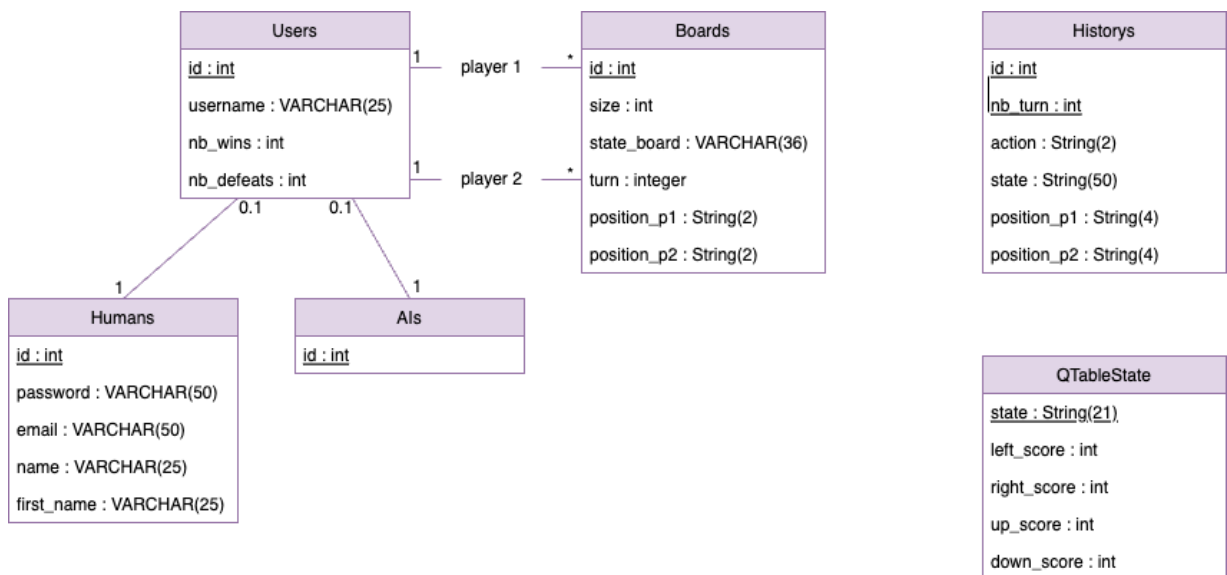 Users
id : int
username : VARCHAR(25)
nb_wins : int
nb_defeats : int
1
player 1
*
1
player 2
*
0.1
0.1
Boards
id : int
size : int
state_board : VARCHAR(36)
turn : integer
position_p1 : String(2)
position_p2 : String(2)
Historys
id : int
nb_turn : int
action : String(2)
state : String(50)
position_p1 : String(4)
position_p2 : String(4)
1
Humans
id : int
password : VARCHAR(50)
email : VARCHAR(50)
name : VARCHAR(25)
first_name : VARCHAR(25)
1
AIs
id : int
QTableState
state : String(21)
left_score : int
right_score : int
up_score : int
down_score : int